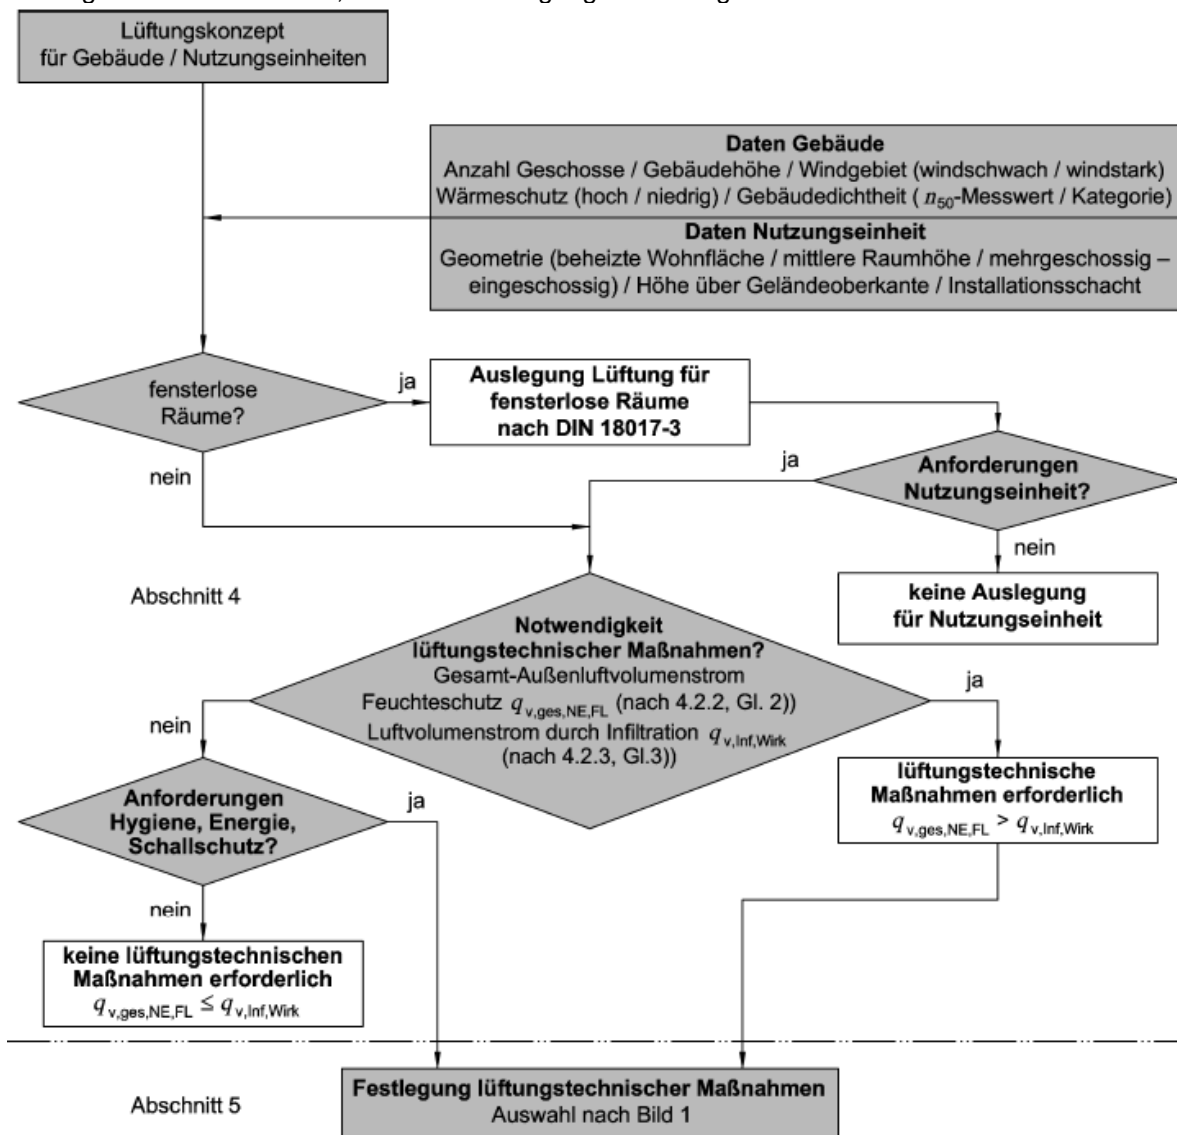 Lüftungskonzept
für Gebäude / Nutzungseinheiten
Daten Gebäude
Anzahl Geschosse / Gebäudehöhe / Windgebiet (windschwach / windstark)
Wärmeschutz (hoch / niedrig) / Gebäudedichtheit ( n50-Messwert / Kategorie)
Daten Nutzungseinheit
Geometrie (beheizte Wohnfläche / mittlere Raumhöhe / mehrgeschossig –
eingeschossig) / Höhe über Geländeoberkante / Installationsschacht
fensterlose
Räume?
ja
Auslegung Lüftung für
fensterlose Räume
nach DIN 18017-3
nein
ja
Anforderungen
Nutzungseinheit?
nein
keine Auslegung
für Nutzungseinheit
Abschnitt 4
Notwendigkeit
lüftungstechnischer Maßnahmen?
Gesamt-Außenluftvolumenstrom
Feuchteschutz qv,ges,NE,FL (nach 4.2.2, Gl. 2))
Luftvolumenstrom durch Infiltration qv,Inf,Wirk
(nach 4.2.3, Gl.3))
nein
ja
Anforderungen
Hygiene, Energie,
Schallschutz?
ja
lüftungstechnische
Maßnahmen erforderlich
qv,ges,NE,FL > qv,Inf,Wirk
nein
keine lüftungstechnischen
Maßnahmen erforderlich
qv,ges,NE,FL ≤ qv,Inf,Wirk
Abschnitt 5
Festlegung lüftungstechnischer Maßnahmen
Auswahl nach Bild 1